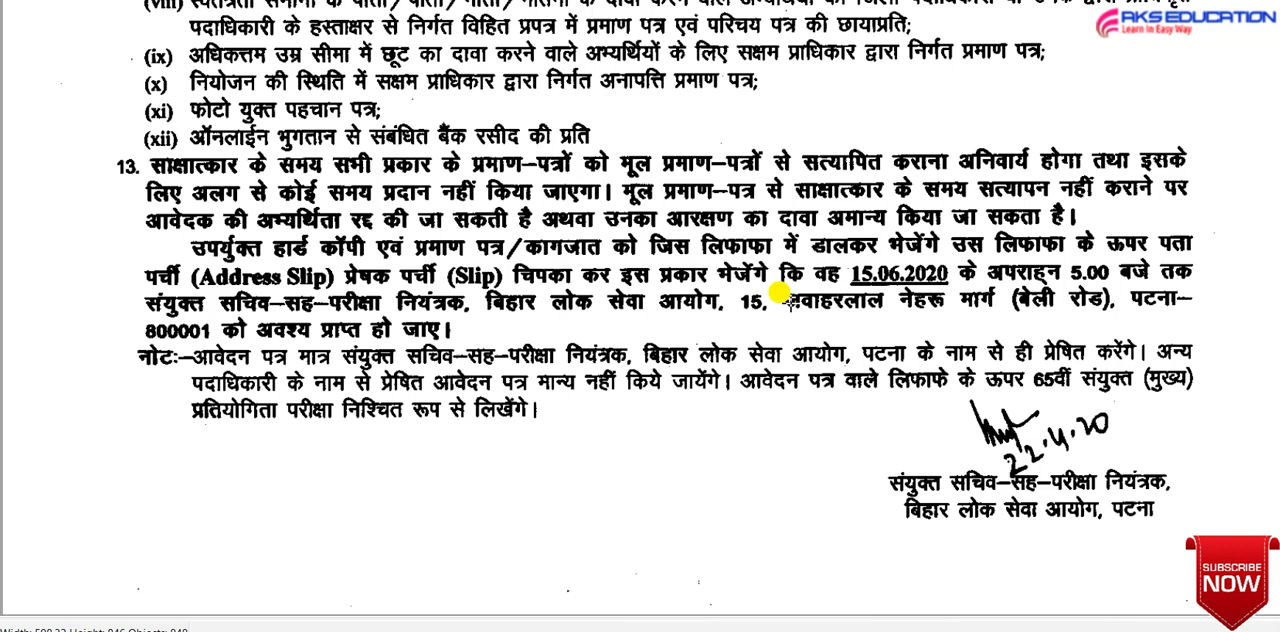 (viii) स्वतंत्रता सेनानी के पोता/पोती/नाती/नातिनी के दावा करने वाले अभ्यर्थियों को जिला पदाधिकारी या उनके द्वारा प्राधिकृत
पदाधिकारी के हस्ताक्षर से निर्गत विहित प्रपत्र में प्रमाण पत्र एवं परिचय पत्र की छायाप्रति;
AKS EDUCATION
Learn In Easy Way
(ix) अधिकत्तम उम्र सीमा में छूट का दावा करने वाले अभ्यर्थियों के लिए सक्षम प्राधिकार द्वारा निर्गत प्रमाण पत्र;
(x) नियोजन की स्थिति में सक्षम प्राधिकार द्वारा निर्गत अनापत्ति प्रमाण पत्र;
(xi) फोटो युक्त पहचान पत्र;
(xii) ऑनलाईन भुगतान से संबंधित बैंक रसीद की प्रति
13. साक्षात्कार के समय सभी प्रकार के प्रमाण–पत्रों को मूल प्रमाण–पत्रों से सत्यापित कराना अनिवार्य होगा तथा इसके
लिए अलग से कोई समय प्रदान नहीं किया जाएगा। मूल प्रमाण–पत्र से साक्षात्कार के समय सत्यापन नहीं कराने पर
आवेदक की अभ्यर्थिता रद्द की जा सकती है अथवा उनका आरक्षण का दावा अमान्य किया जा सकता है।
उपर्युक्त हार्ड कॉपी एवं प्रमाण पत्र/कागजात को जिस लिफाफा में डालकर भेजेंगे उस लिफाफा के ऊपर पता
पर्ची (Address Slip) प्रेषक पर्ची (Slip) चिपका कर इस प्रकार भेजेंगे कि वह 15.06.2020 के अपराह्न 5.00 बजे तक
संयुक्त सचिव–सह–परीक्षा नियंत्रक, बिहार लोक सेवा आयोग, 15, जवाहरलाल नेहरू मार्ग (बेली रोड), पटना–
800001 को अवश्य प्राप्त हो जाए।
नोटः–आवेदन पत्र मात्र संयुक्त सचिव–सह–परीक्षा नियंत्रक, बिहार लोक सेवा आयोग, पटना के नाम से ही प्रेषित करेंगे। अन्य
पदाधिकारी के नाम से प्रेषित आवेदन पत्र मान्य नहीं किये जायेंगे। आवेदन पत्र वाले लिफाफे के ऊपर 65वीं संयुक्त (मुख्य)
प्रतियोगिता परीक्षा निश्चित रूप से लिखेंगे।
22.4.20
संयुक्त सचिव–सह–परीक्षा नियंत्रक,
बिहार लोक सेवा आयोग, पटना
SUBSCRIBE
NOW